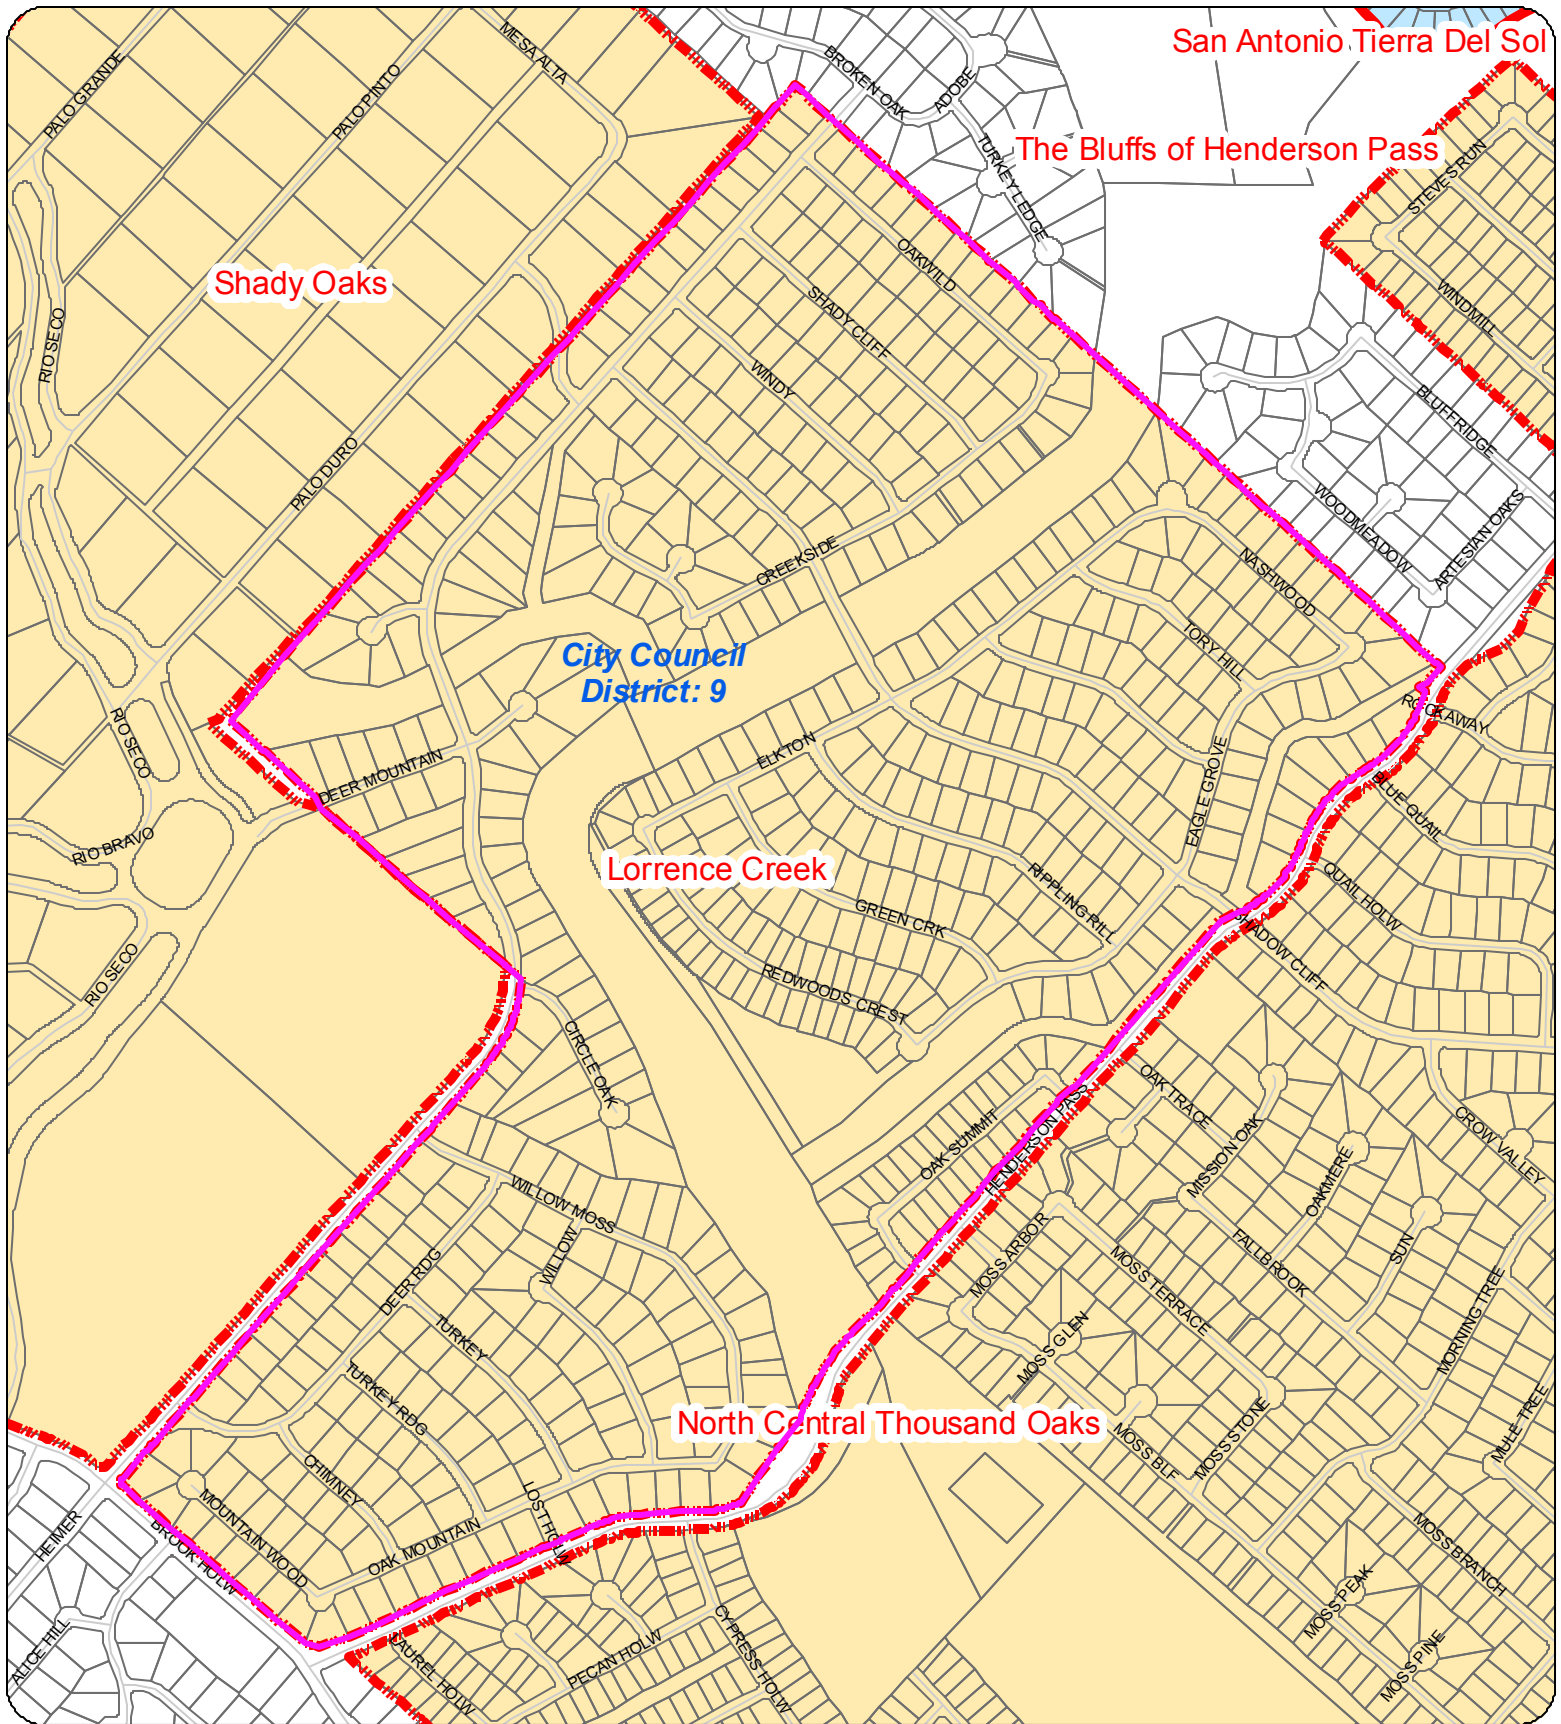 MESA ALTA
San Antonio Tierra Del Sol
PALO GRANDE
PALO PINTO
BROKEN OAK
ADOBE
The Bluffs of Henderson Pass
TURKEY LEDGE
STEVES RUN
OAKWILD
Shady Oaks
SHADY CLIFF
WINDMILL
RIO SECO
WINDY
BLUFFRIDGE
PALO DURO
WOODMEADOW
ARTESIAN OAKS
CREEKSIDE
NASHWOOD
City Council
District: 9
TORY HILL
ROCKAWAY
RIO SECO
ELKTON
DEER MOUNTAIN
EAGLE GROVE
BLUE QUAIL
RIO BRAVO
Lorrence Creek
RIPPLING RILL
QUAIL HOLW
GREEN CRK
SHADOW CLIFF
RIO SECO
REDWOODS CREST
CIRCLE OAK
OAK TRACE
OAK SUMMIT
HENDERSON PASS
MISSION OAK
CROW VALLEY
OAKMERE
WILLOW MOSS
WILLOW
MOSS ARBOR
FALLBROOK
SUN
DEER RDG
MOSS TERRACE
MORNING TREE
TURKEY
MOSS GLEN
TURKEY RDG
North Central Thousand Oaks
MULE TREE
MOSS BLF
MOSS STONE
CHIMNEY
LOST HOLW
MOUNTAIN WOOD
OAK MOUNTAIN
HEIMER
BROOK HOLW
MOSS BRANCH
MOSS PEAK
ALICE HILL
LAUREL HOLW
PECAN HOLW
CYPRESS HOLW
MOSS PINE